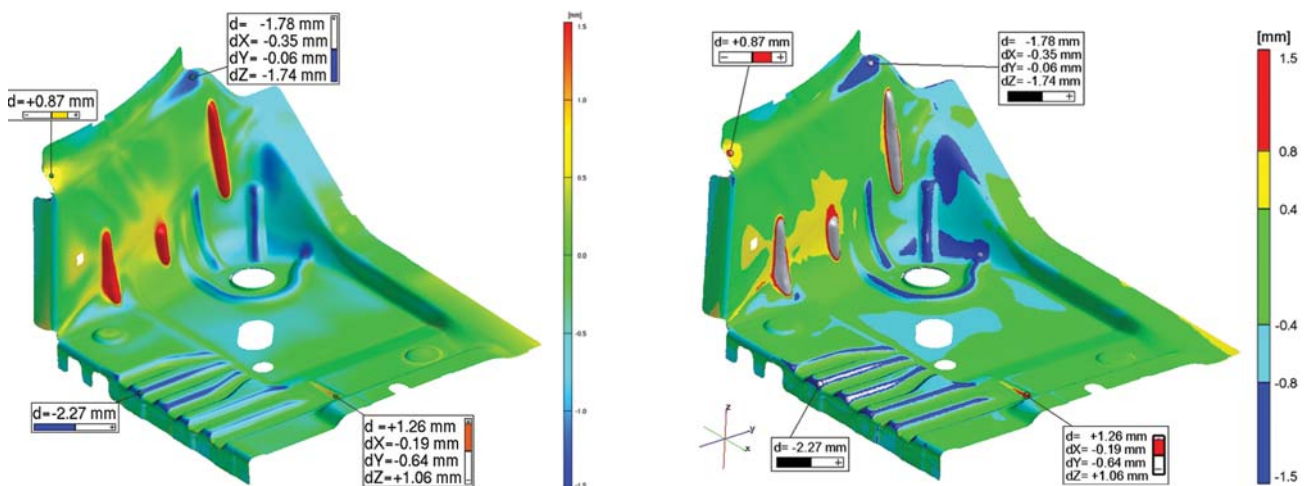 d= -1.78 mm
dX= -0.35 mm
dY= -0.06 mm
dZ= -1.74 mm
d=+0.87 mm
- +
d=-2.27 mm
+
d =+1.26 mm
dX=-0.19 mm
dY=-0.64 mm
dZ=+1.06 mm
[mm]
1.5
1.0
0.5
0.0
-0.5
-1.0
-1.5
d= +0.87 mm
- +
d= -1.78 mm
dX= -0.35 mm
dY= -0.06 mm
dZ= -1.74 mm
+
d= -2.27 mm
+
d= +1.26 mm
dX= -0.19 mm
dY= -0.64 mm
dZ= +1.06 mm
z
y
x
[mm]
1.5
0.8
0.4
-0.4
-0.8
-1.5